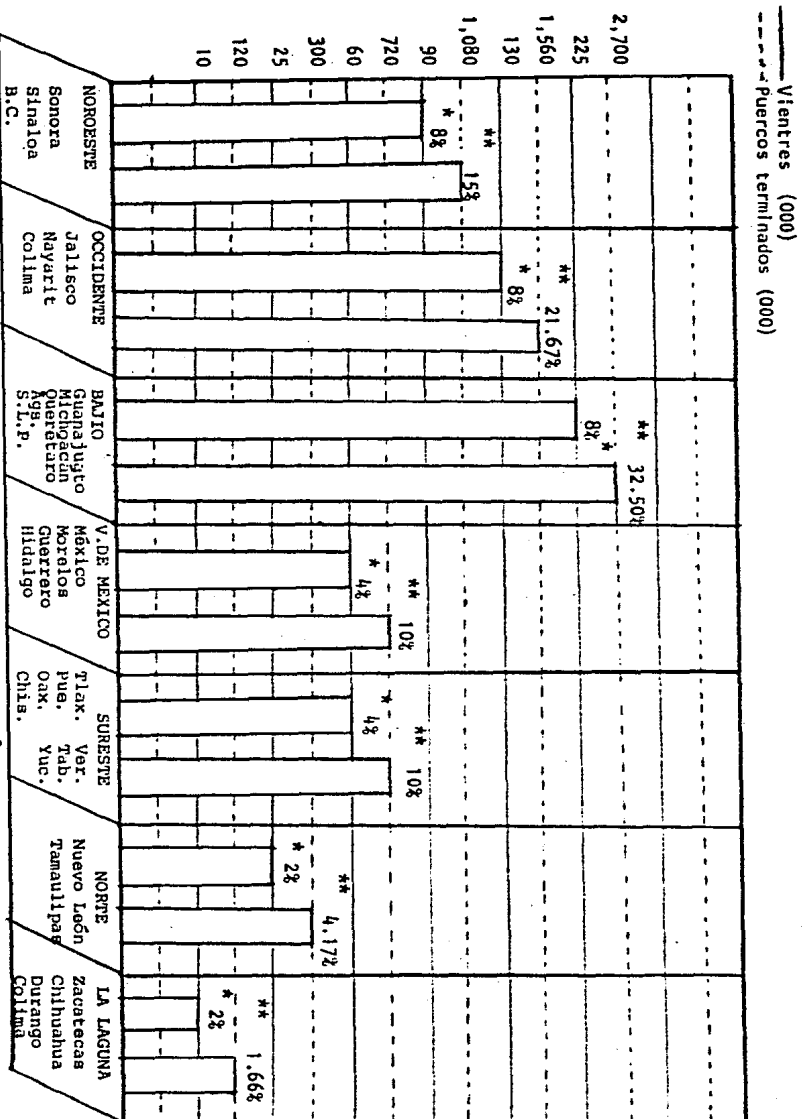 Vientres (000)
Puercos terminados (000)
2,700
225
1,560
130
1,080
90
720
60
300
25
120
10
**
* 8%
15%
**
* 8%
21.67%
**
8% *
32.50%
**
* 4%
10%
**
* 4%
10%
**
* 2%
4.17%
**
* 2%
1.66%
NOROESTE
Sonora
Sinaloa
B.C.
OCCIDENTE
Jalisco
Nayarit
Colima
BAJIO
Guanajuato
Michoacán
Querétaro
Ags.
S.L.P.
V.DE MEXICO
México
Morelos
Guerrero
Hidalgo
SURESTE
Tlax. Ver.
Pue. Tab.
Oax. Yuc.
Chis.
NORTE
Nuevo León
Tamaulipas
LA LAGUNA
Zacatecas
Chihuahua
Durango
Colima